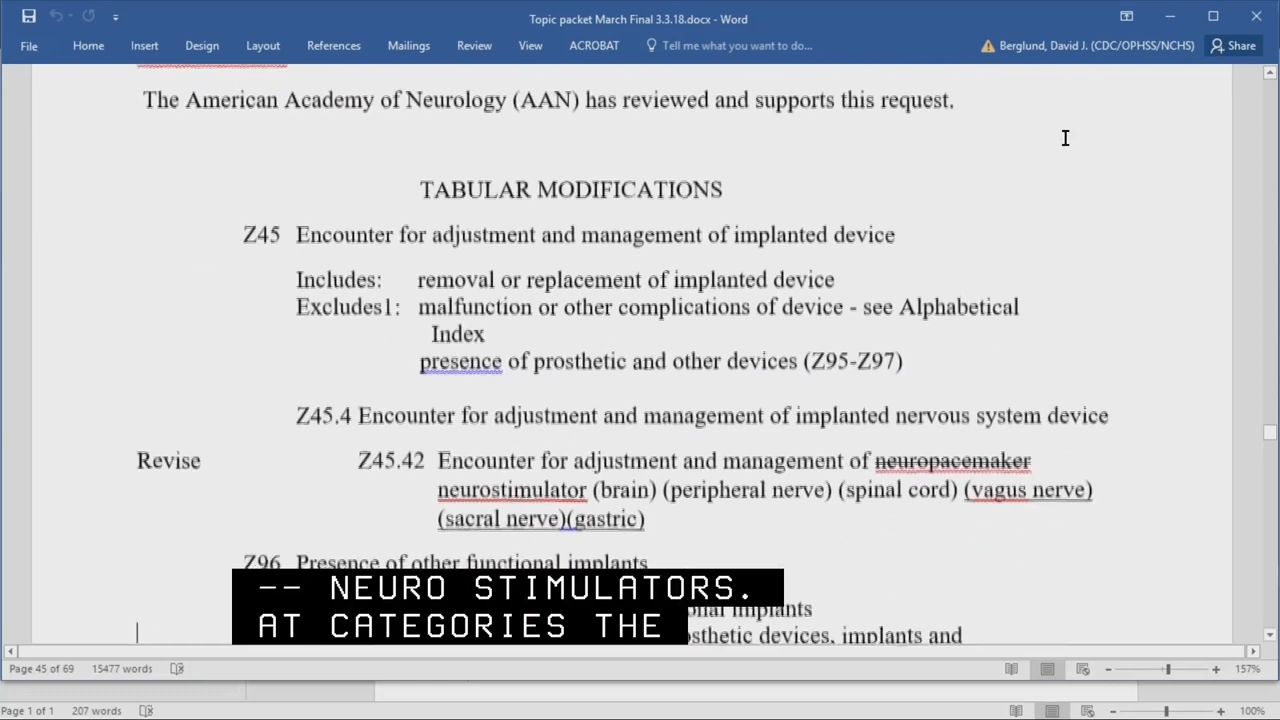 Topic packet March Final 3.3.18.docx - Word
File Home Insert Design Layout References Mailings Review View ACROBAT Tell me what you want to do... Berglund, David J. (CDC/OPHSS/NCHS) Share
The American Academy of Neurology (AAN) has reviewed and supports this request.
TABULAR MODIFICATIONS
Z45 Encounter for adjustment and management of implanted device
Includes: removal or replacement of implanted device
Excludes1: malfunction or other complications of device - see Alphabetical
Index
presence of prosthetic and other devices (Z95-Z97)
Z45.4 Encounter for adjustment and management of implanted nervous system device
Revise Z45.42 Encounter for adjustment and management of neuropacemaker
neurostimulator (brain) (peripheral nerve) (spinal cord) (vagus nerve)
(sacral nerve)(gastric)
Z96 Presence of other functional implants
-- NEURO STIMULATORS.
implants
AT CATEGORIES THE
devices, implants and
Page 45 of 69 15477 words 157%
Page 1 of 1 207 words 100%